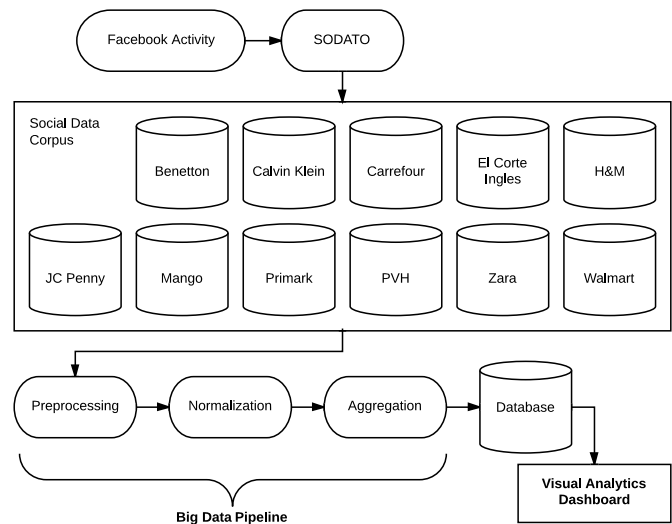 Facebook Activity
SODATO
Social Data
Corpus
Benetton
Calvin Klein
Carrefour
El Corte
Ingles
H&M
JC Penny
Mango
Primark
PVH
Zara
Walmart
Preprocessing
Normalization
Aggregation
Database
Visual Analytics
Dashboard
Big Data Pipeline